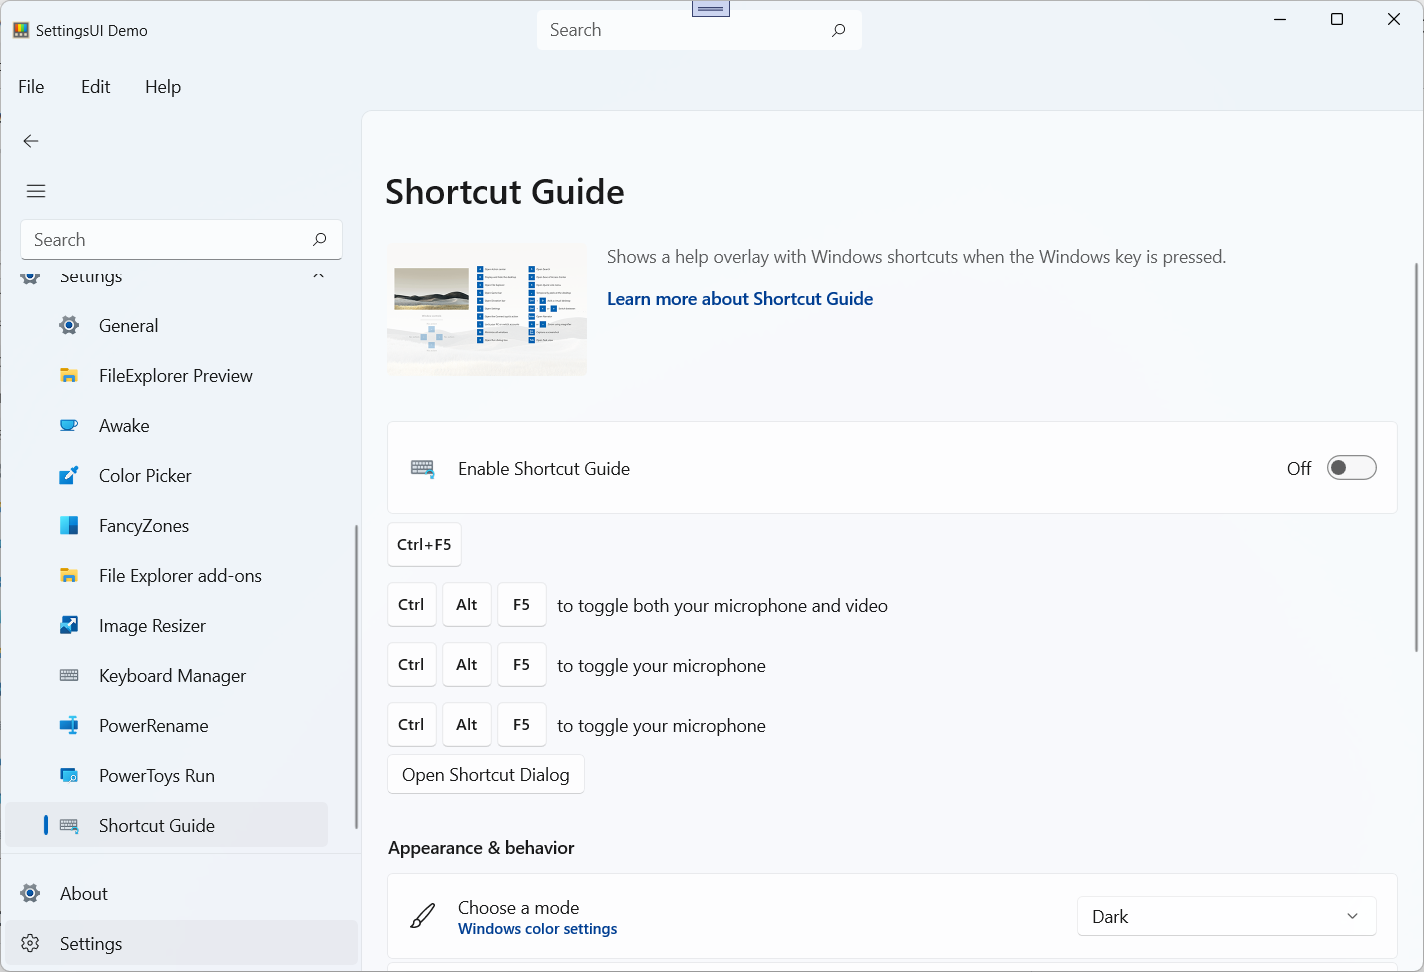 SettingsUI Demo
Search
File Edit Help
Search
Settings
General
FileExplorer Preview
Awake
Color Picker
FancyZones
File Explorer add-ons
Image Resizer
Keyboard Manager
PowerRename
PowerToys Run
Shortcut Guide
About
Settings
Shortcut Guide
Shows a help overlay with Windows shortcuts when the Windows key is pressed.
Learn more about Shortcut Guide
Enable Shortcut Guide Off
Ctrl+F5
Ctrl Alt F5 to toggle both your microphone and video
Ctrl Alt F5 to toggle your microphone
Ctrl Alt F5 to toggle your microphone
Open Shortcut Dialog
Appearance & behavior
Choose a mode
Windows color settings
Dark